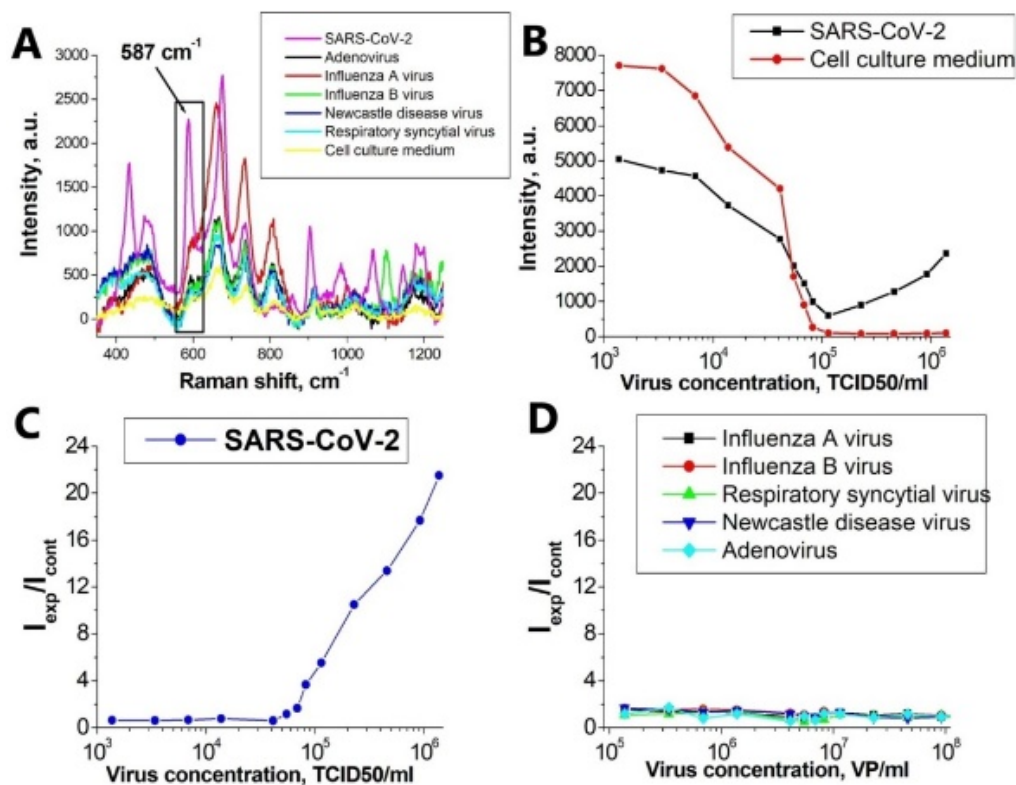 A
587 cm⁻¹
SARS-CoV-2
Adenovirus
Influenza A virus
Influenza B virus
Newcastle disease virus
Respiratory syncytial virus
Cell culture medium
Intensity, a.u.
3000
2500
2000
1500
1000
500
0
400 600 800 1000 1200
Raman shift, cm⁻¹
B
SARS-CoV-2
Cell culture medium
Intensity, a.u.
8000
7000
6000
5000
4000
3000
2000
1000
0
10³ 10⁴ 10⁵ 10⁶
Virus concentration, TCID50/ml
C
SARS-CoV-2
I_exp/I_cont
24
20
16
12
8
4
0
10³ 10⁴ 10⁵ 10⁶
Virus concentration, TCID50/ml
D
Influenza A virus
Influenza B virus
Respiratory syncytial virus
Newcastle disease virus
Adenovirus
I_exp/I_cont
24
20
16
12
8
4
0
10⁵ 10⁶ 10⁷ 10⁸
Virus concentration, VP/ml